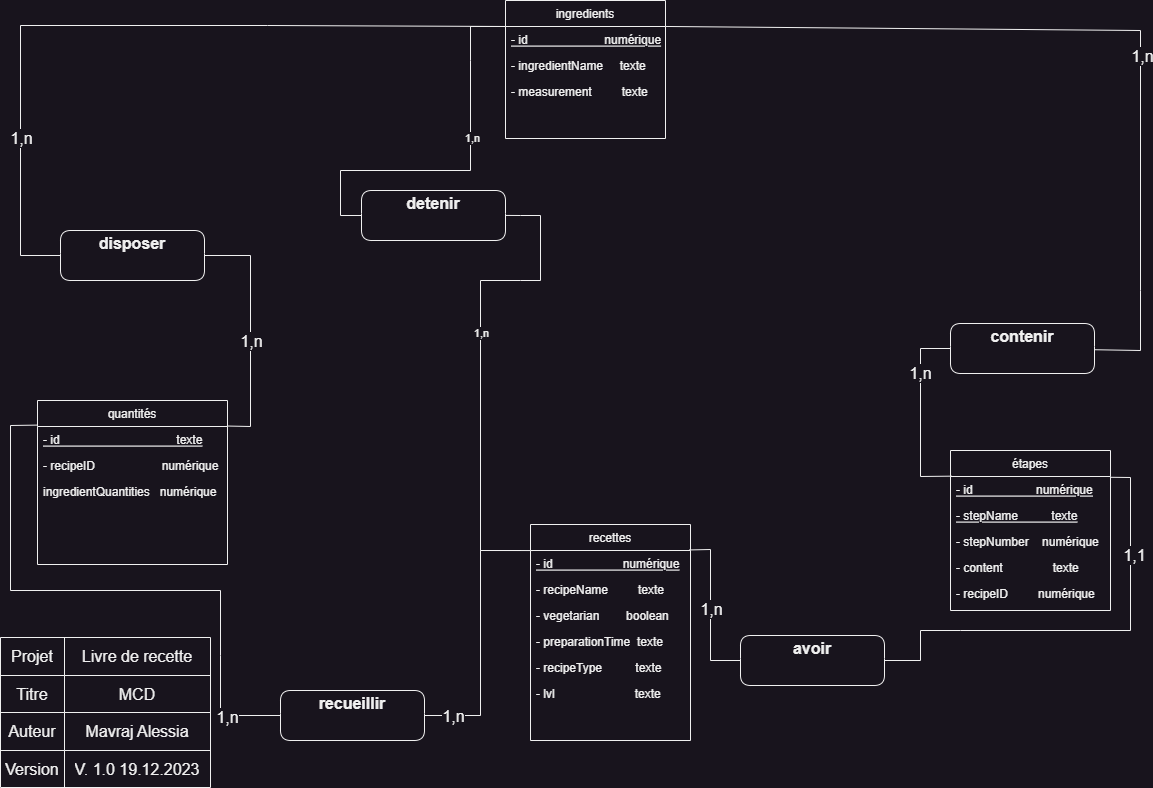 ingredients
- id numérique
- ingredientName texte
- measurement texte
1,n
1,n
1,n
detenir
disposer
1,n
1,n
contenir
1,n
quantités
- id texte
- recipeID numérique
ingredientQuantities numérique
étapes
- id numérique
- stepName texte
- stepNumber numérique
- content texte
- recipeID numérique
1,1
recettes
- id numérique
- recipeName texte
- vegetarian boolean
- preparationTime texte
- recipeType texte
- lvl texte
1,n
avoir
recueillir
1,n
1,n
Projet Livre de recette
Titre MCD
Auteur Mavraj Alessia
Version V. 1.0 19.12.2023